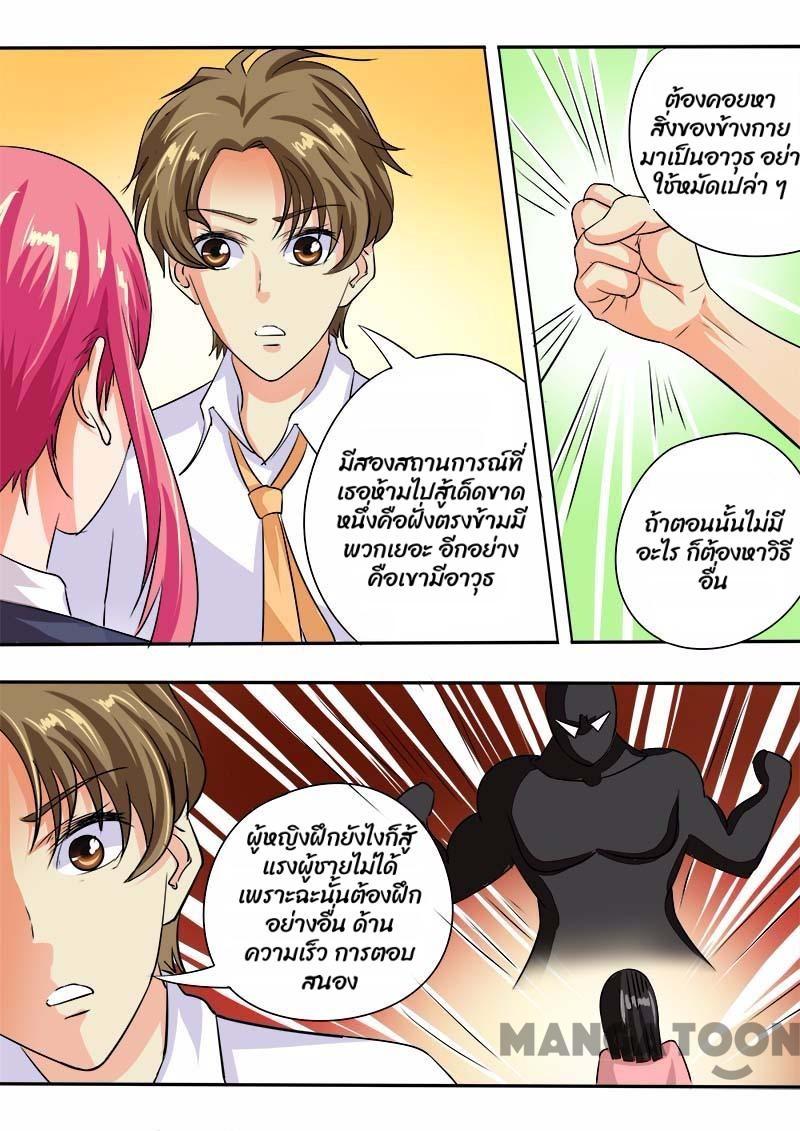 มีสองสถานการณ์ที่
เธอห้ามไปสู้เด็ดขาด
หนึ่งคือฝั่งตรงข้ามมี
พวกเยอะ อีกอย่าง
คือเขามีอาวุธ
ต้องคอยหา
สิ่งของข้างกาย
มาเป็นอาวุธ อย่า
ใช้หมัดเปล่า ๆ
ถ้าตอนนั้นไม่มี
อะไร ก็ต้องหาวิธี
อื่น
ผู้หญิงฝึกยังไงก็สู้
แรงผู้ชายไม่ได้
เพราะฉะนั้นต้องฝึก
อย่างอื่น ด้าน
ความเร็ว การตอบ
สนอง
MANGATOON